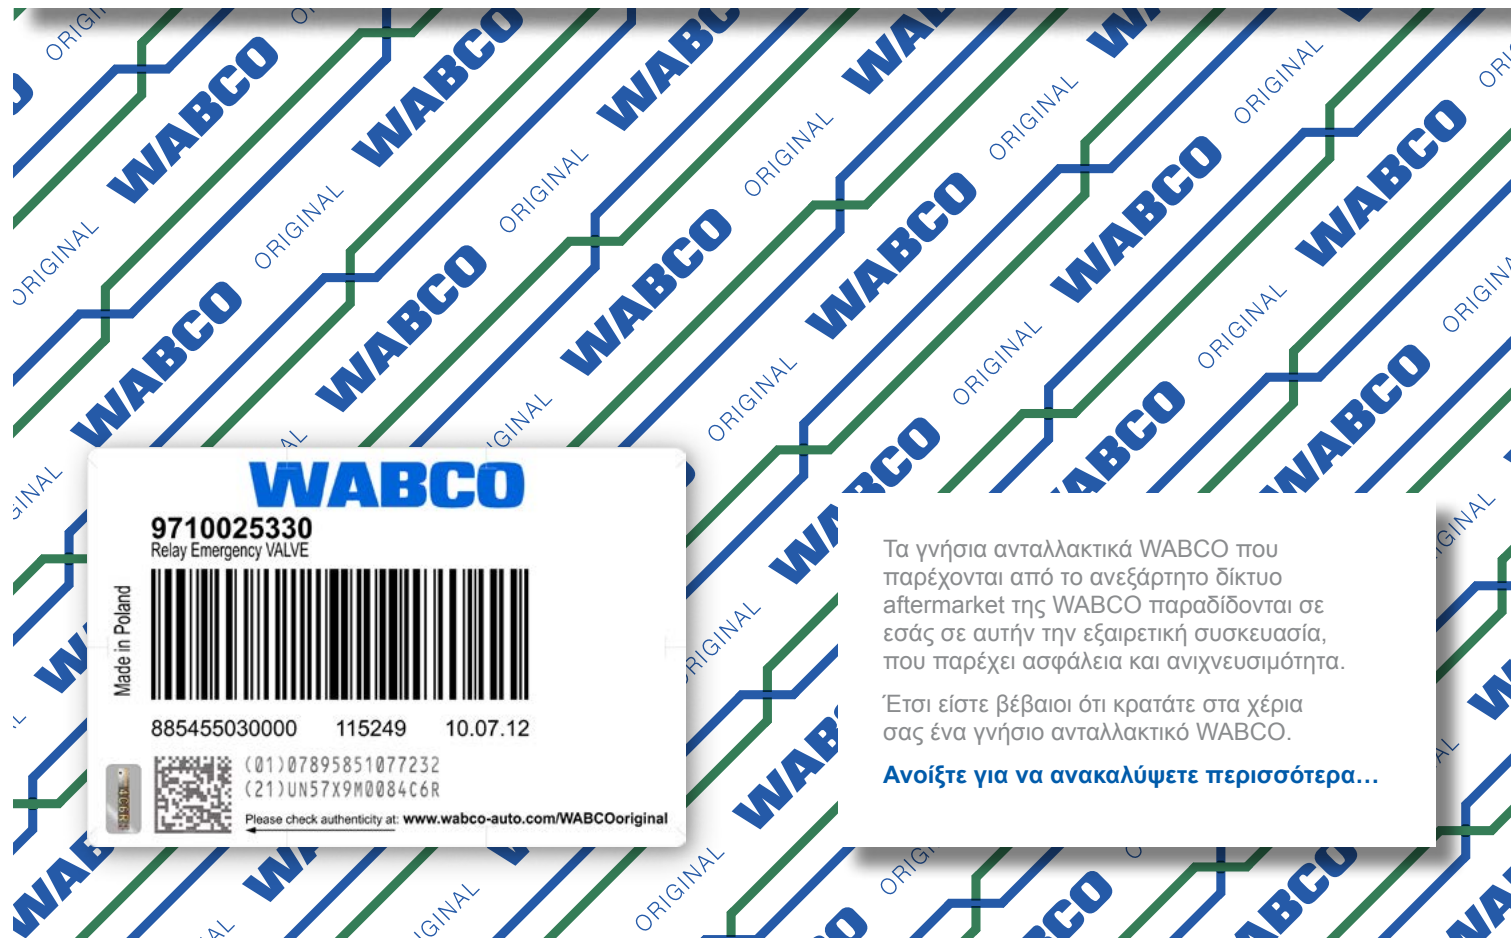 WABCO
9710025330
Relay Emergency VALVE
Made in Poland
885455030000 115249 10.07.12
(01)07895851077232
(21)UN57X9M0084C6R
4C6R
Please check authenticity at: www.wabco-auto.com/WABCOoriginal
Τα γνήσια ανταλλακτικά WABCO που
παρέχονται από το ανεξάρτητο δίκτυο
aftermarket της WABCO παραδίδονται σε
εσάς σε αυτήν την εξαιρετική συσκευασία,
που παρέχει ασφάλεια και ανιχνευσιμότητα.
Έτσι είστε βέβαιοι ότι κρατάτε στα χέρια
σας ένα γνήσιο ανταλλακτικό WABCO.
Ανοίξτε για να ανακαλύψετε περισσότερα…
WABCO ORIGINAL